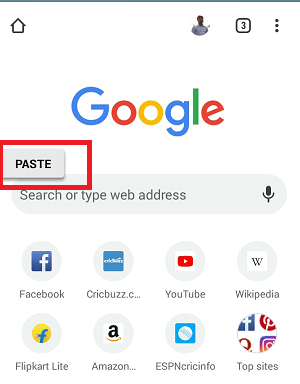 3
Google
PASTE
Search or type web address
Facebook
Cricbuzz.c...
YouTube
W
Wikipedia
Flipkart Lite
Amazon...
ESPNcricinfo
Top sites